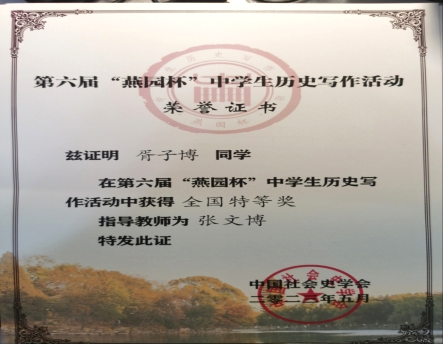 第六届“燕园杯”中学生历史写作活动
荣誉证书
兹证明 胥子博 同学
在第六届“燕园杯”中学生历史写
作活动中获得 全国特等奖
指导教师为 张文博
特发此证
中国社会史学会
二零二二年五月